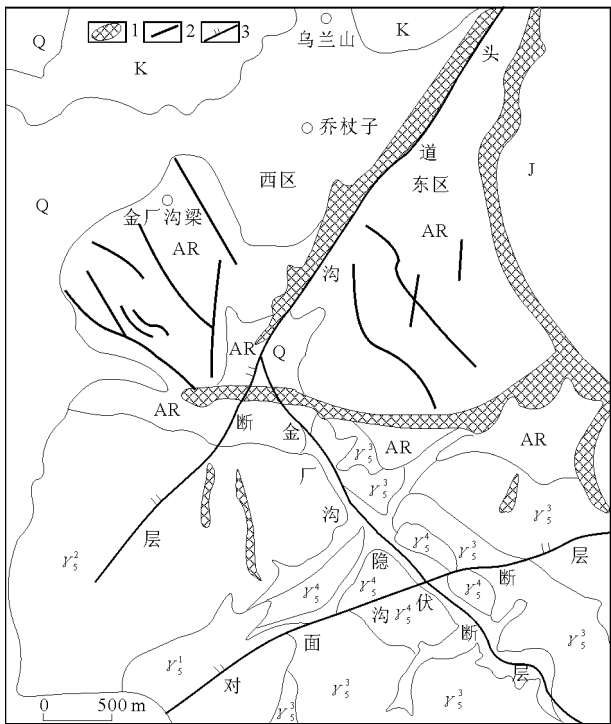 Q
K
1
2
3
乌兰山
K
头
乔杖子
道
西区
东区
J
Q
金厂沟梁
AR
AR
沟
AR
Q
AR
断
金
AR
AR
γ₅³
厂
γ₅³
沟
γ₅³
层
γ₅²
隐
γ₅⁴
γ₅³
层
γ₅⁴
γ₅⁴
断
γ₅⁴
沟
γ₅⁴
伏
面
断
γ₅³
γ₅¹
对
γ₅³
γ₅³
层
0 500 m